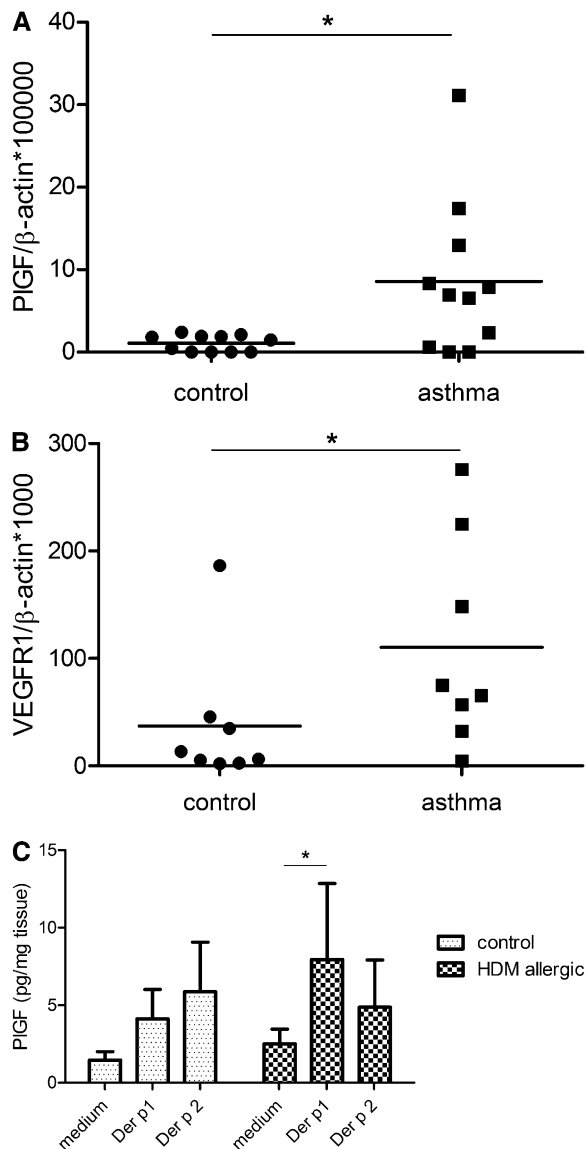 A
40
*
30
20
10
0
PlGF/β-actin*100000
control
asthma
B
300
*
200
100
0
VEGFR1/β-actin*1000
control
asthma
C
15
*
10
5
0
PlGF (pg/mg tissue)
control
HDM allergic
medium
Der p1
Der p 2
medium
Der p1
Der p 2